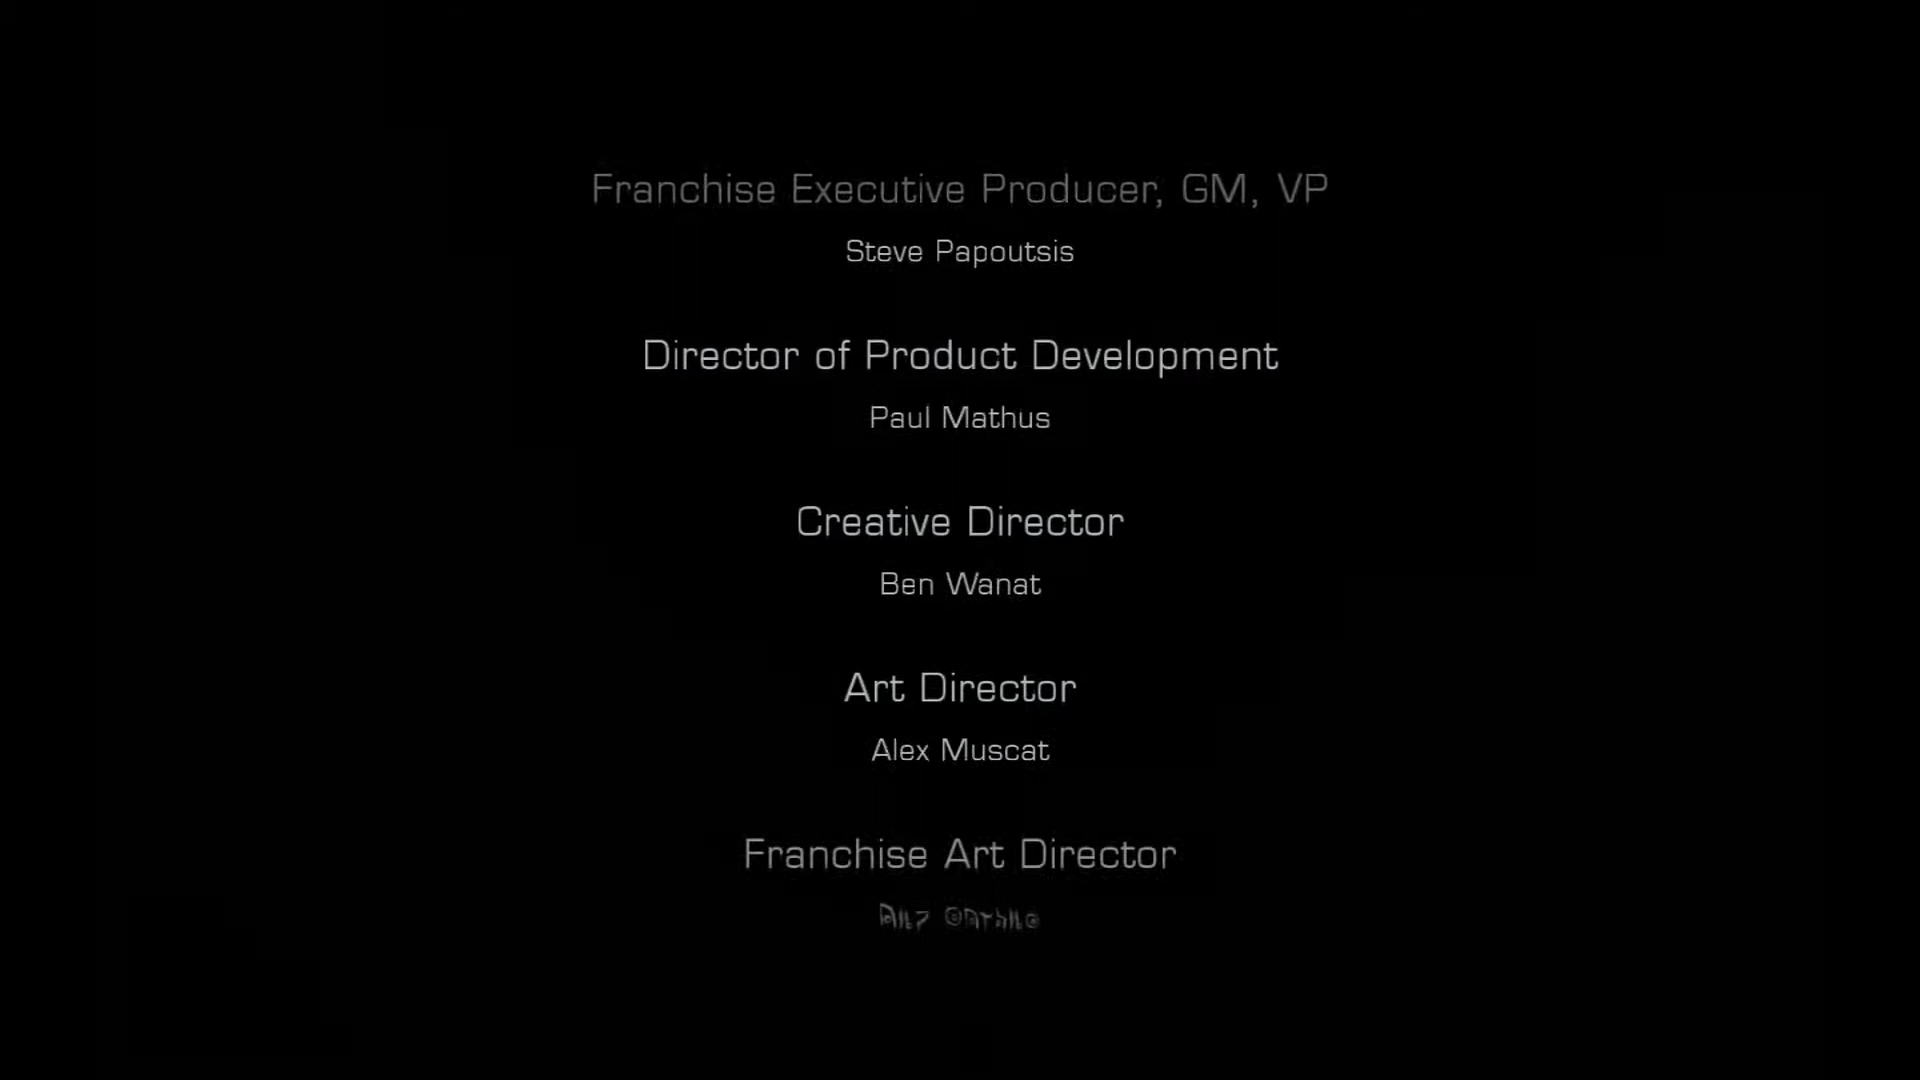 Franchise Executive Producer, GM, VP
Steve Papoutsis
Director of Product Development
Paul Mathus
Creative Director
Ben Wanat
Art Director
Alex Muscat
Franchise Art Director